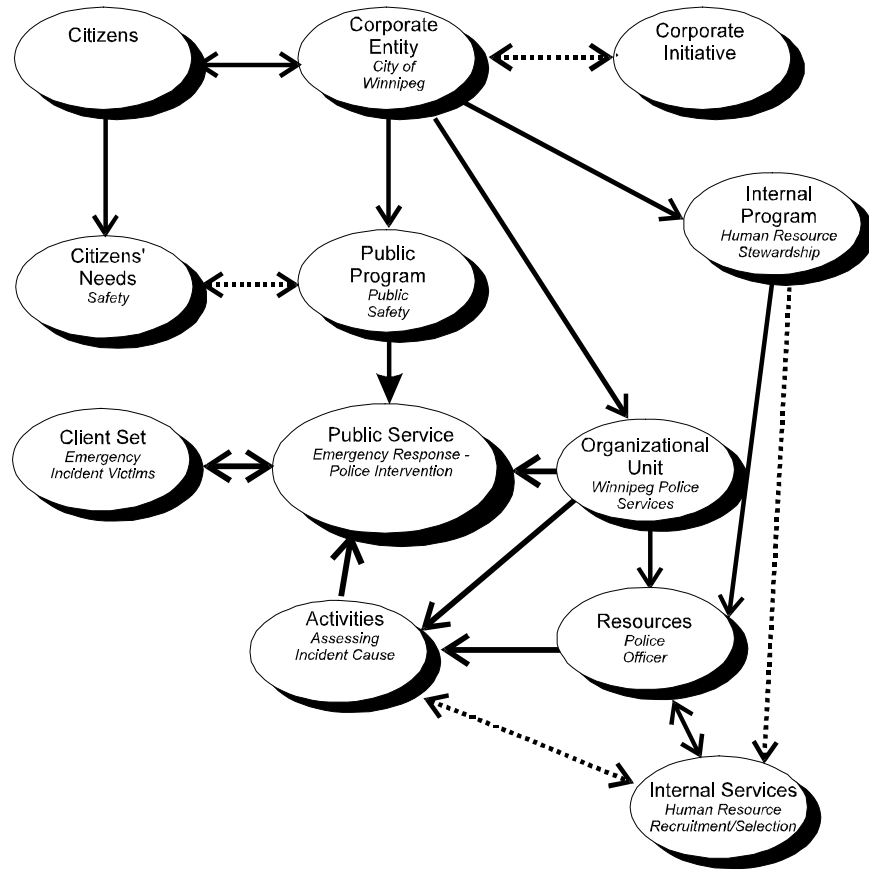 Citizens
Corporate
Entity
City of
Winnipeg
Corporate
Initiative
Internal
Program
Human Resource
Stewardship
Citizens'
Needs
Safety
Public
Program
Public
Safety
Client Set
Emergency
Incident Victims
Public Service
Emergency Response -
Police Intervention
Organizational
Unit
Winnipeg Police
Services
Activities
Assessing
Incident Cause
Resources
Police
Officer
Internal Services
Human Resource
Recruitment/Selection